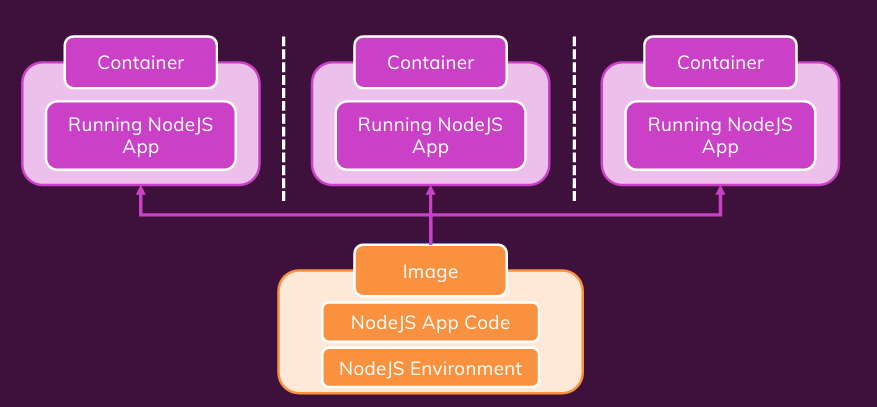 Container
Running NodeJS
App
Container
Running NodeJS
App
Container
Running NodeJS
App
Image
NodeJS App Code
NodeJS Environment